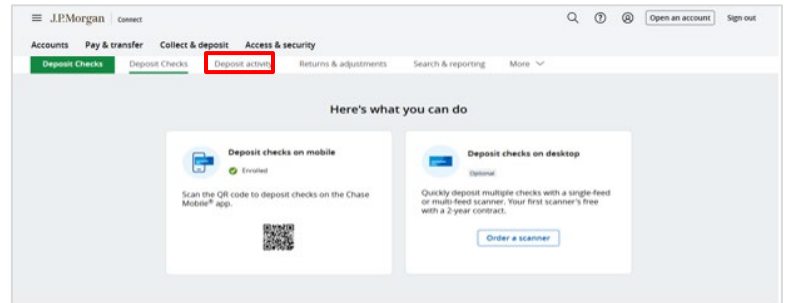 J.P.Morgan | CONNECT Open an account Sign out
Accounts Pay & transfer Collect & deposit Access & security
Deposit Checks Deposit Checks Deposit activity Returns & adjustments Search & reporting More
Here's what you can do
Deposit checks on mobile
Enrolled
Scan the QR code to deposit checks on the Chase
Mobile® app.
Deposit checks on desktop
Optional
Quickly deposit multiple checks with a single-feed
or multi-feed scanner. Your first scanner's free
with a 2-year contract.
Order a scanner